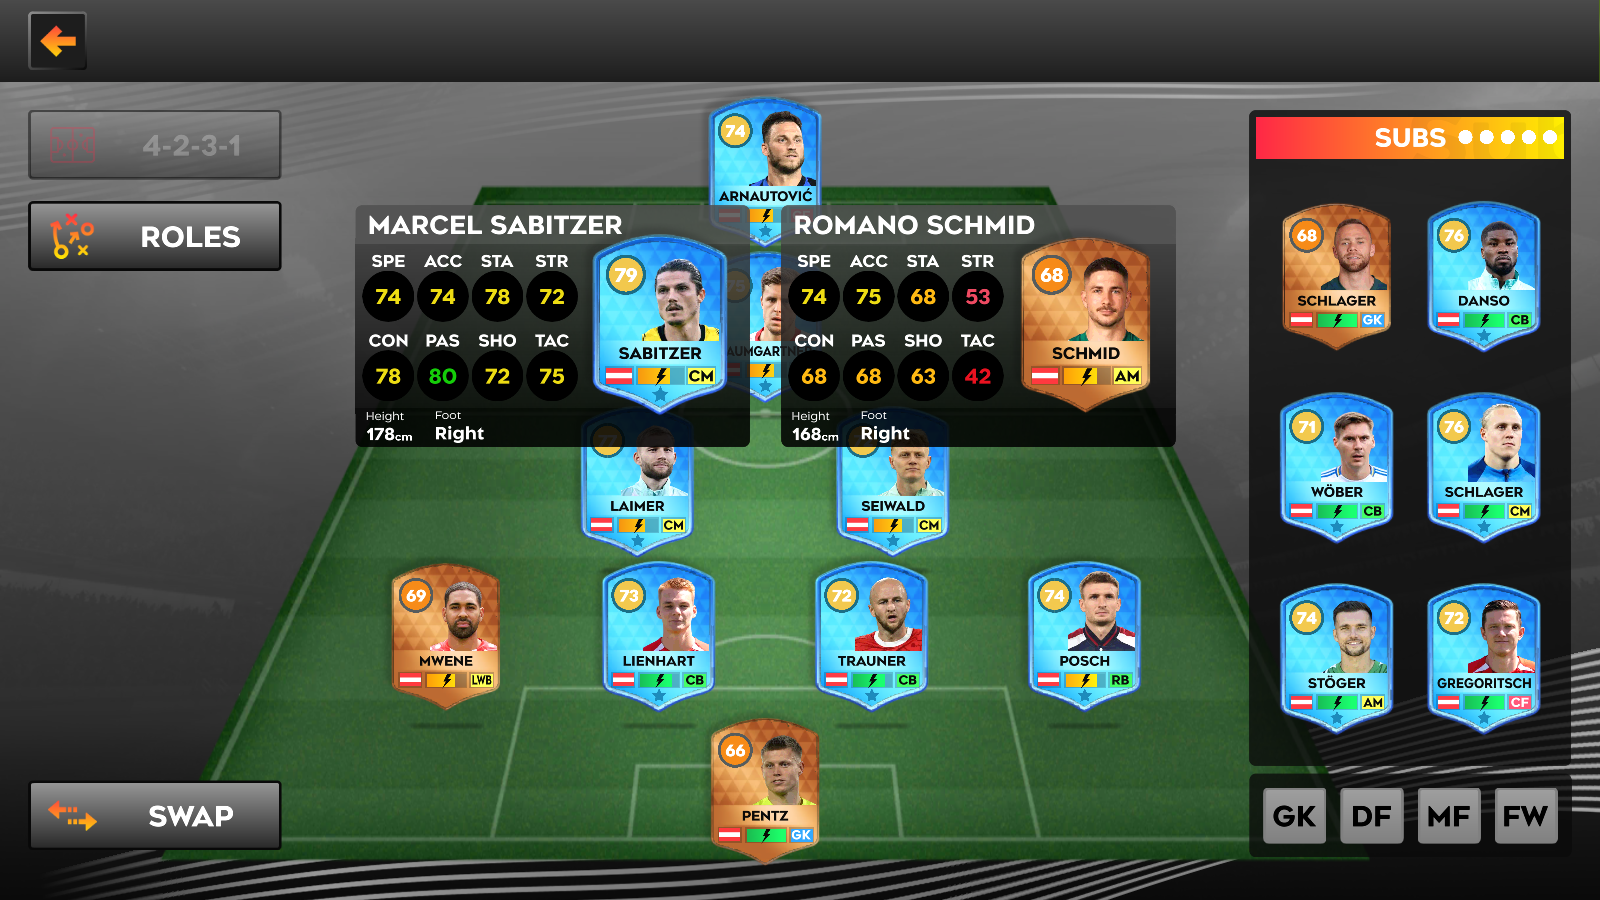 4-2-3-1
ROLES
SWAP
74
ARNAUTOVIĆ
MARCEL SABITZER
SPE ACC STA STR
74 74 78 72
CON PAS SHO TAC
78 80 72 75
Height Foot
178cm Right
79
SABITZER
CM
ROMANO SCHMID
SPE ACC STA STR
74 75 68 53
CON PAS SHO TAC
68 68 63 42
Height Foot
168cm Right
68
SCHMID
AM
77
LAIMER
CM
SEIWALD
CM
69
MWENE
LWB
73
LIENHART
CB
72
TRAUNER
CB
74
POSCH
RB
66
PENTZ
GK
SUBS
68
SCHLAGER
GK
76
DANSO
CB
71
WÖBER
CB
76
SCHLAGER
CM
74
STÖGER
AM
72
GREGORITSCH
CF
GK DF MF FW